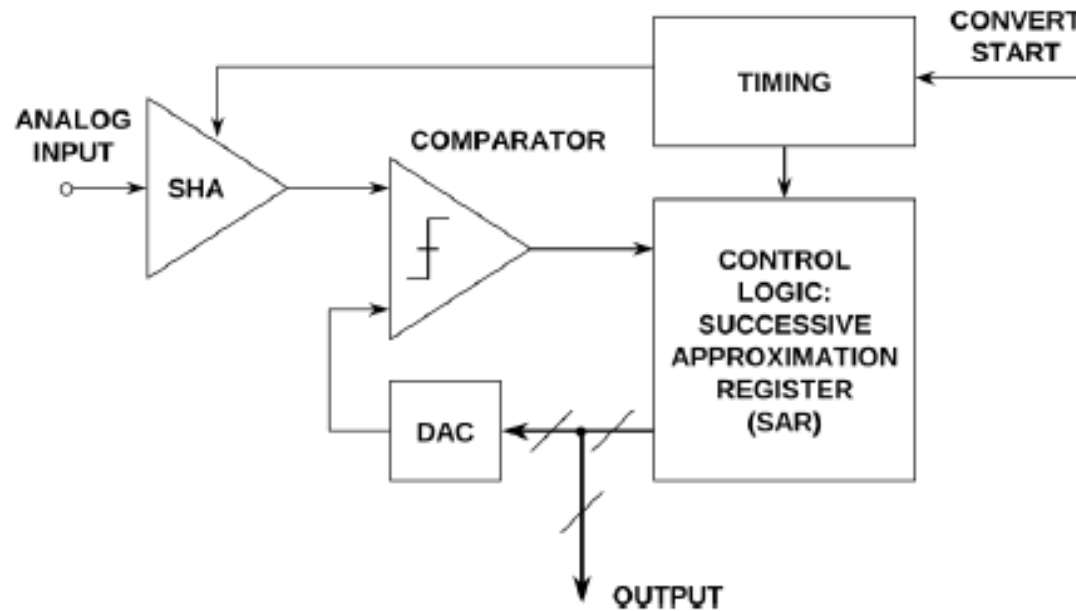 CONVERT
START
TIMING
ANALOG
INPUT
COMPARATOR
SHA
CONTROL
LOGIC:
SUCCESSIVE
APPROXIMATION
REGISTER
(SAR)
DAC
OUTPUT